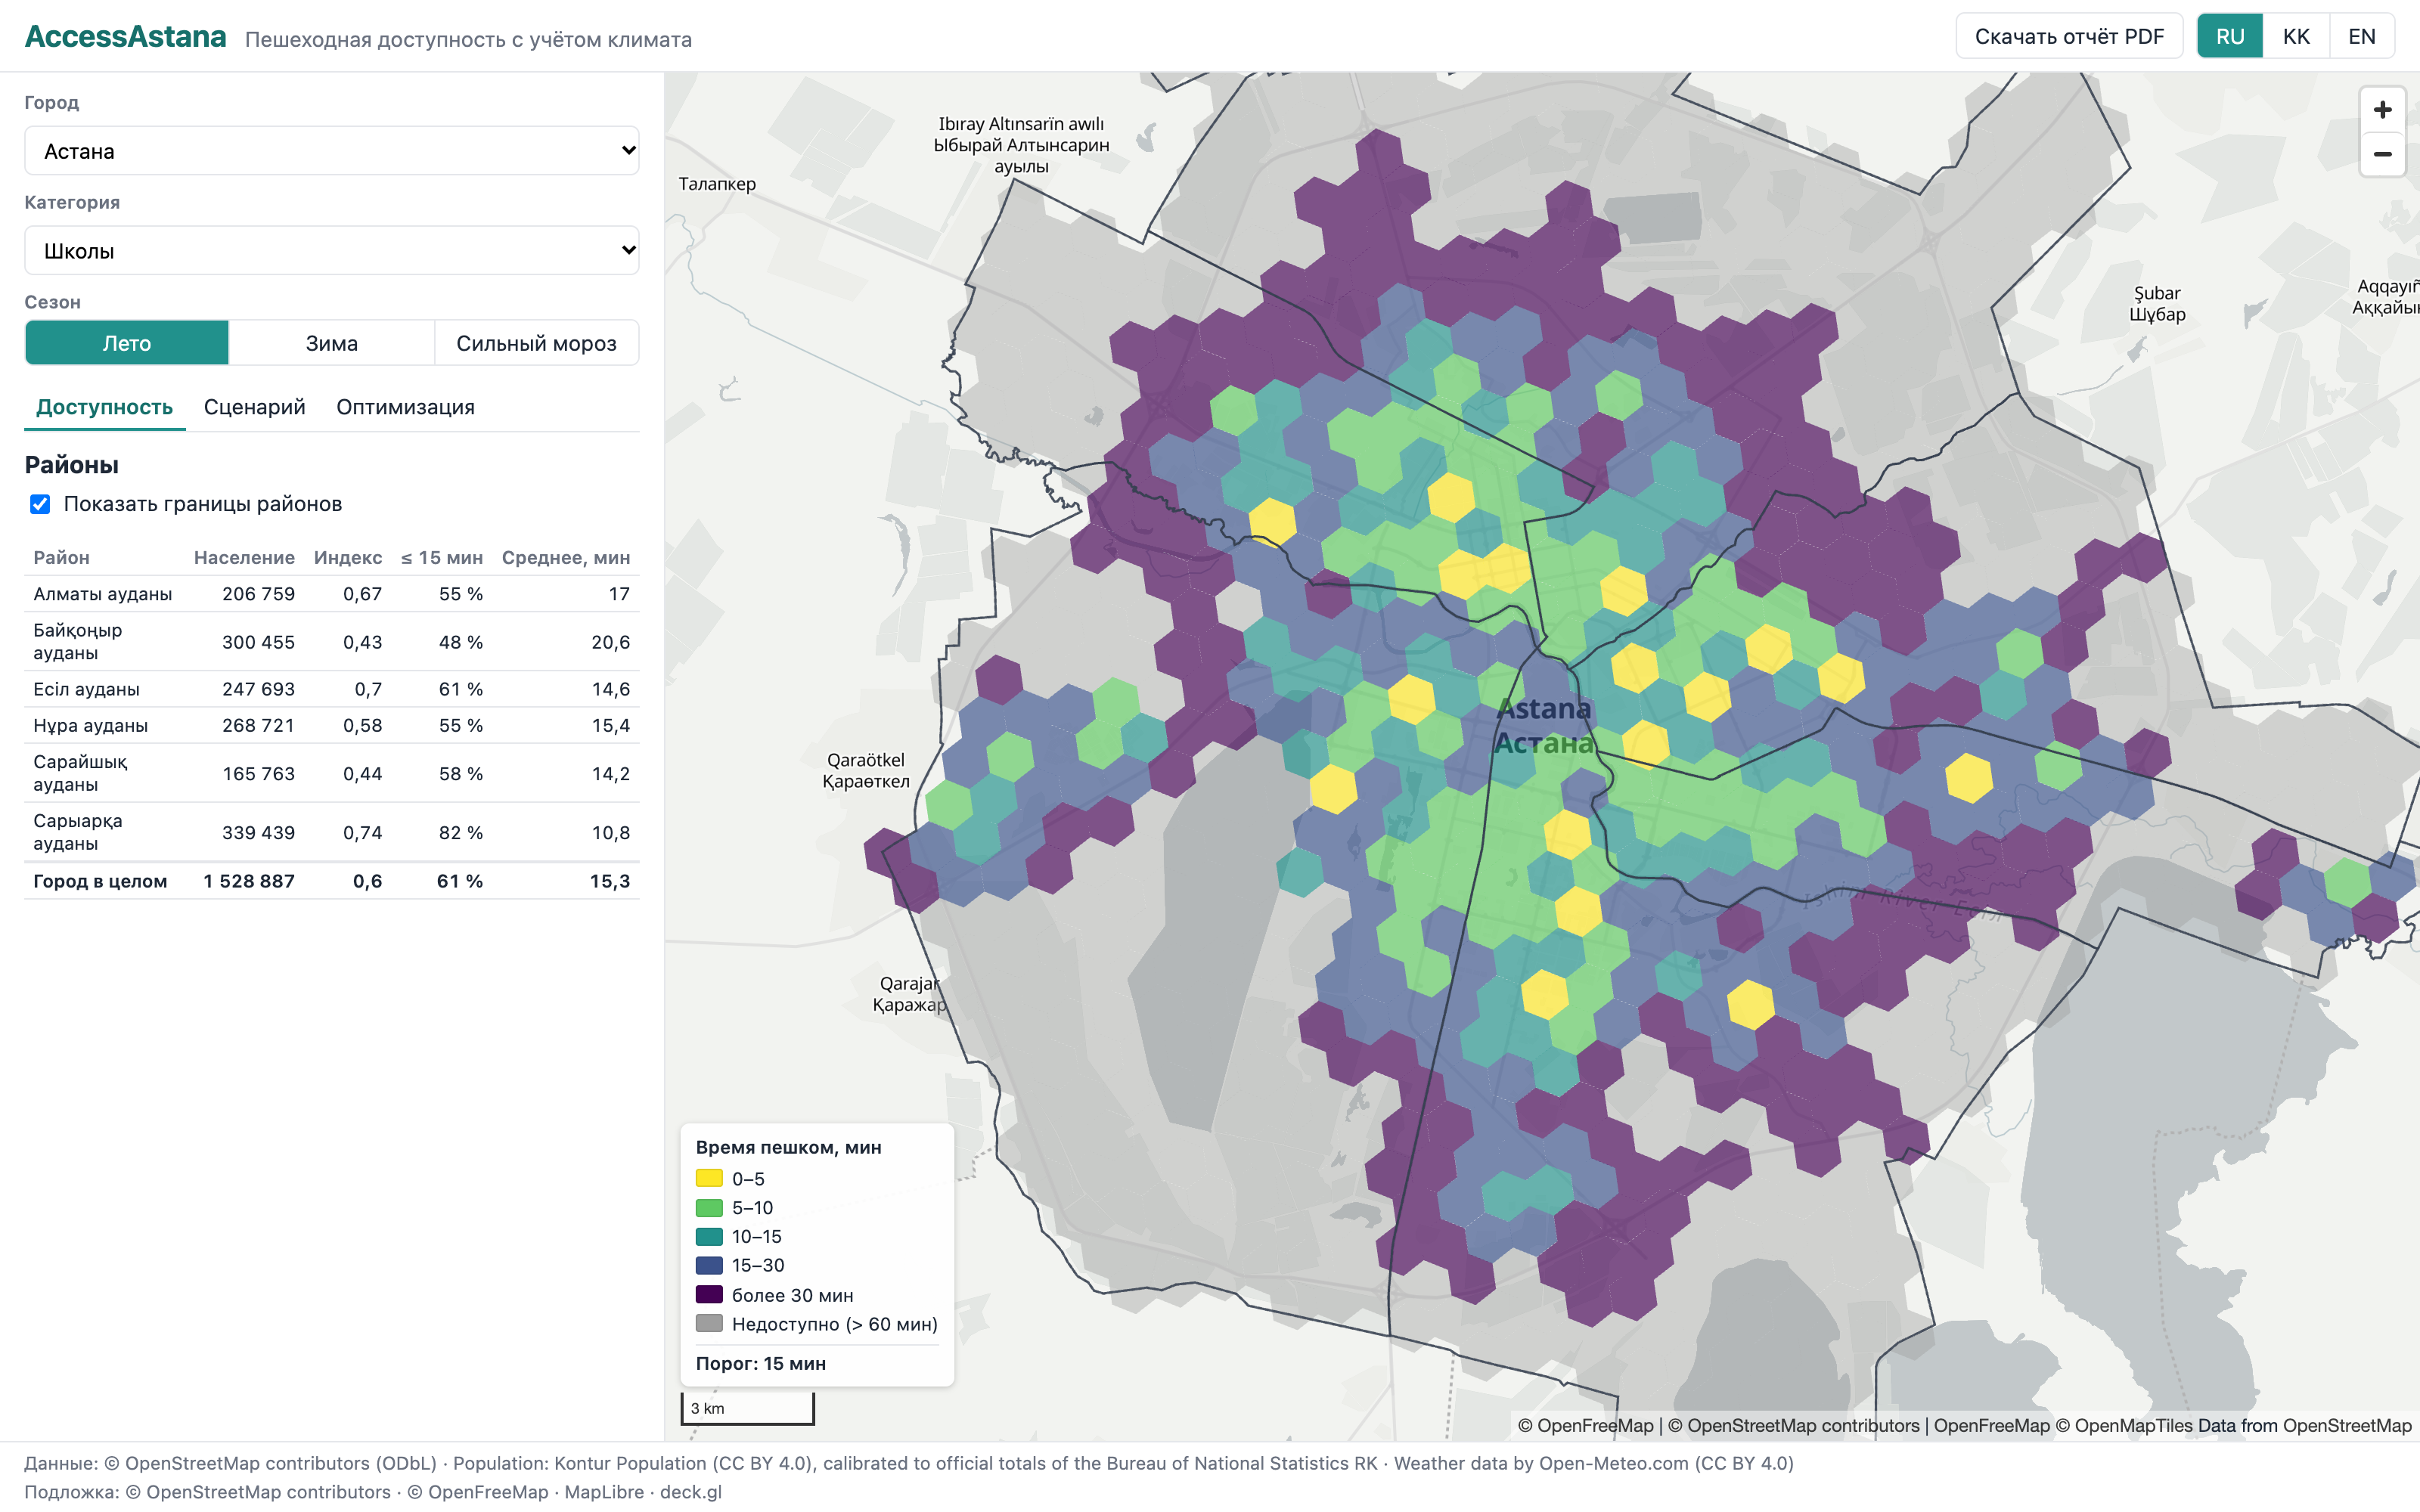 AccessAstana Пешеходная доступность с учётом климата
Скачать отчёт PDF
RU KK EN
Город
Астана
Категория
Школы
Сезон
Лето Зима Сильный мороз
Доступность Сценарий Оптимизация
Районы
Показать границы районов
Район Население Индекс ≤ 15 мин Среднее, мин
Алматы ауданы 206 759 0,67 55 % 17
Байқоңыр ауданы 300 455 0,43 48 % 20,6
Есіл ауданы 247 693 0,7 61 % 14,6
Нұра ауданы 268 721 0,58 55 % 15,4
Сарайшық ауданы 165 763 0,44 58 % 14,2
Сарыарқа ауданы 339 439 0,74 82 % 10,8
Город в целом 1 528 887 0,6 61 % 15,3
Ibıray Altınsarïn awılı
Ыбырай Алтынсарин
ауылы
Талапкер
Şubar
Шұбар
Astana
Астана
Qaraötkel
Қараөткел
Qarajar
Қаражар
Время пешком, мин
0–5
5–10
10–15
15–30
более 30 мин
Недоступно (> 60 мин)
Порог: 15 мин
3 km
© OpenFreeMap | © OpenStreetMap contributors | OpenFreeMap © OpenMapTiles Data from OpenStreetMap
Данные: © OpenStreetMap contributors (ODbL) · Population: Kontur Population (CC BY 4.0), calibrated to official totals of the Bureau of National Statistics RK · Weather data by Open-Meteo.com (CC BY 4.0)
Подложка: © OpenStreetMap contributors · © OpenFreeMap · MapLibre · deck.gl